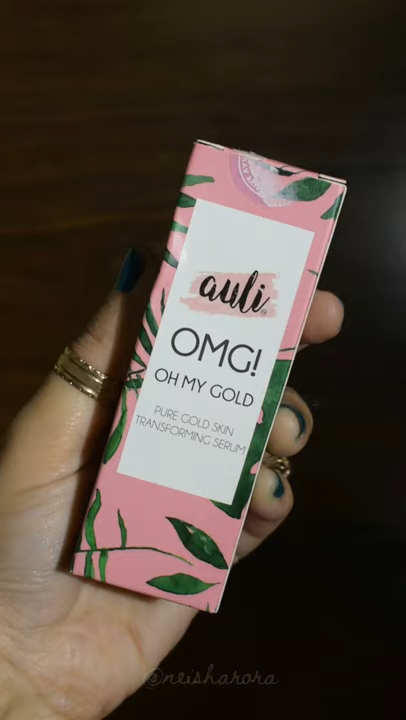 auli
OMG!
OH MY GOLD
PURE GOLD SKIN
TRANSFORMING SERUM
@neisharora